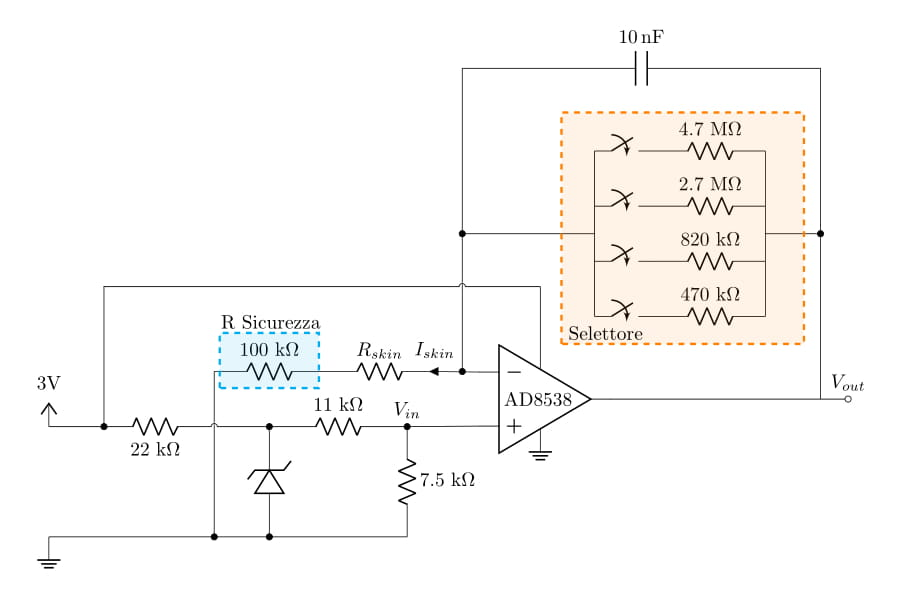 10 nF
4.7 MΩ
2.7 MΩ
820 kΩ
470 kΩ
Selettore
R Sicurezza
100 kΩ
R_skin
I_skin
3V
22 kΩ
11 kΩ
V_in
7.5 kΩ
−
AD8538
+
V_out